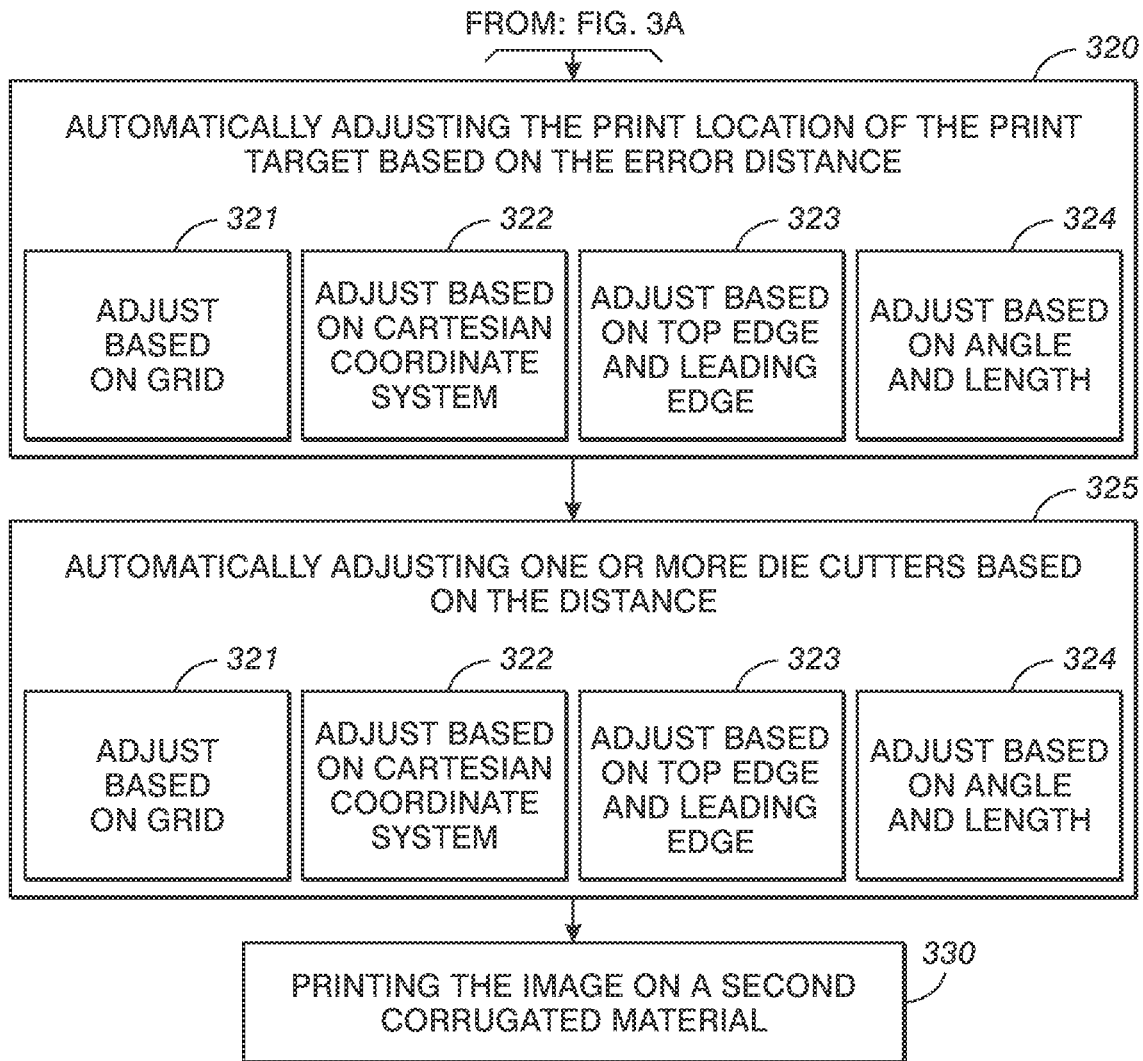 FROM: FIG. 3A
320
AUTOMATICALLY ADJUSTING THE PRINT LOCATION OF THE PRINT
TARGET BASED ON THE ERROR DISTANCE
321
ADJUST
BASED
ON GRID
322
ADJUST BASED
ON CARTESIAN
COORDINATE
SYSTEM
323
ADJUST BASED
ON TOP EDGE
AND LEADING
EDGE
324
ADJUST BASED
ON ANGLE
AND LENGTH
325
AUTOMATICALLY ADJUSTING ONE OR MORE DIE CUTTERS BASED
ON THE DISTANCE
321
ADJUST
BASED
ON GRID
322
ADJUST BASED
ON CARTESIAN
COORDINATE
SYSTEM
323
ADJUST BASED
ON TOP EDGE
AND LEADING
EDGE
324
ADJUST BASED
ON ANGLE
AND LENGTH
330
PRINTING THE IMAGE ON A SECOND
CORRUGATED MATERIAL